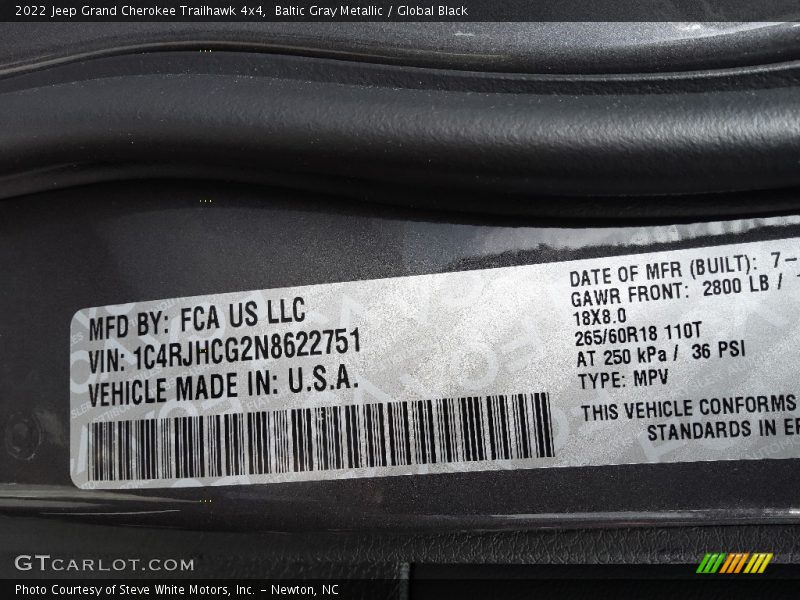 2022 Jeep Grand Cherokee Trailhawk 4x4, Baltic Gray Metallic / Global Black
MFD BY: FCA US LLC
VIN: 1C4RJHCG2N8622751
VEHICLE MADE IN: U.S.A.
DATE OF MFR (BUILT): 7-
GAWR FRONT: 2800 LB /
18X8.0
265/60R18 110T
AT 250 kPa / 36 PSI
TYPE: MPV
THIS VEHICLE CONFORMS
STANDARDS IN
GTCARLOT.COM
Photo Courtesy of Steve White Motors, Inc. - Newton, NC